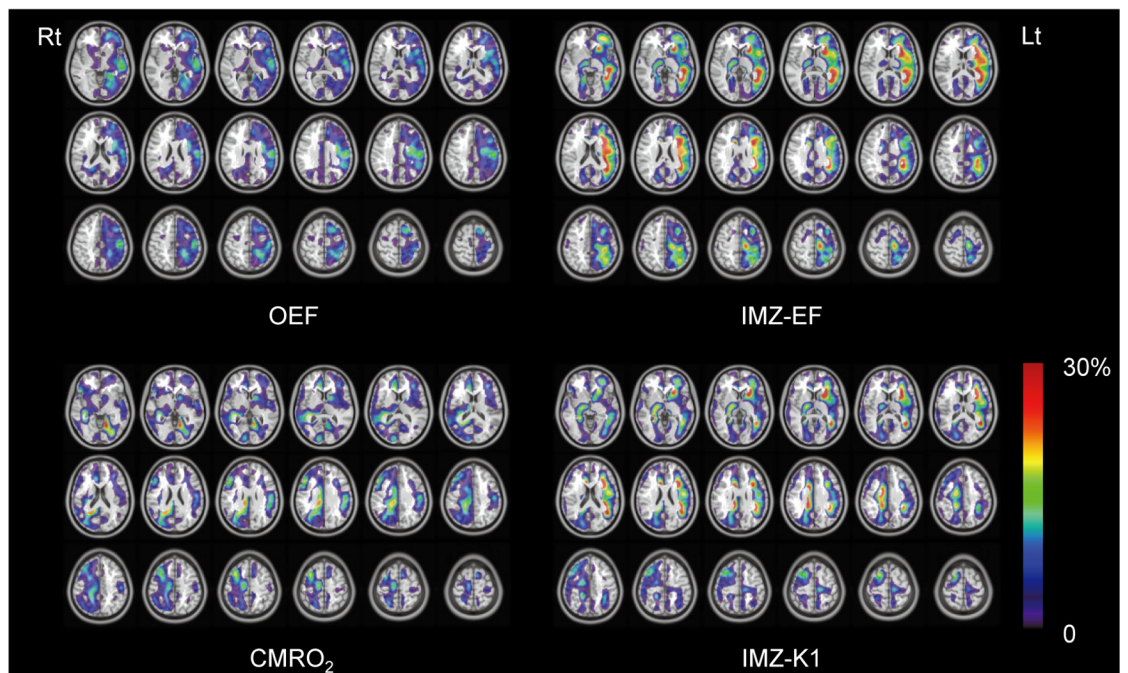 Rt
Lt
OEF
IMZ-EF
30%
0
CMRO₂
IMZ-K1